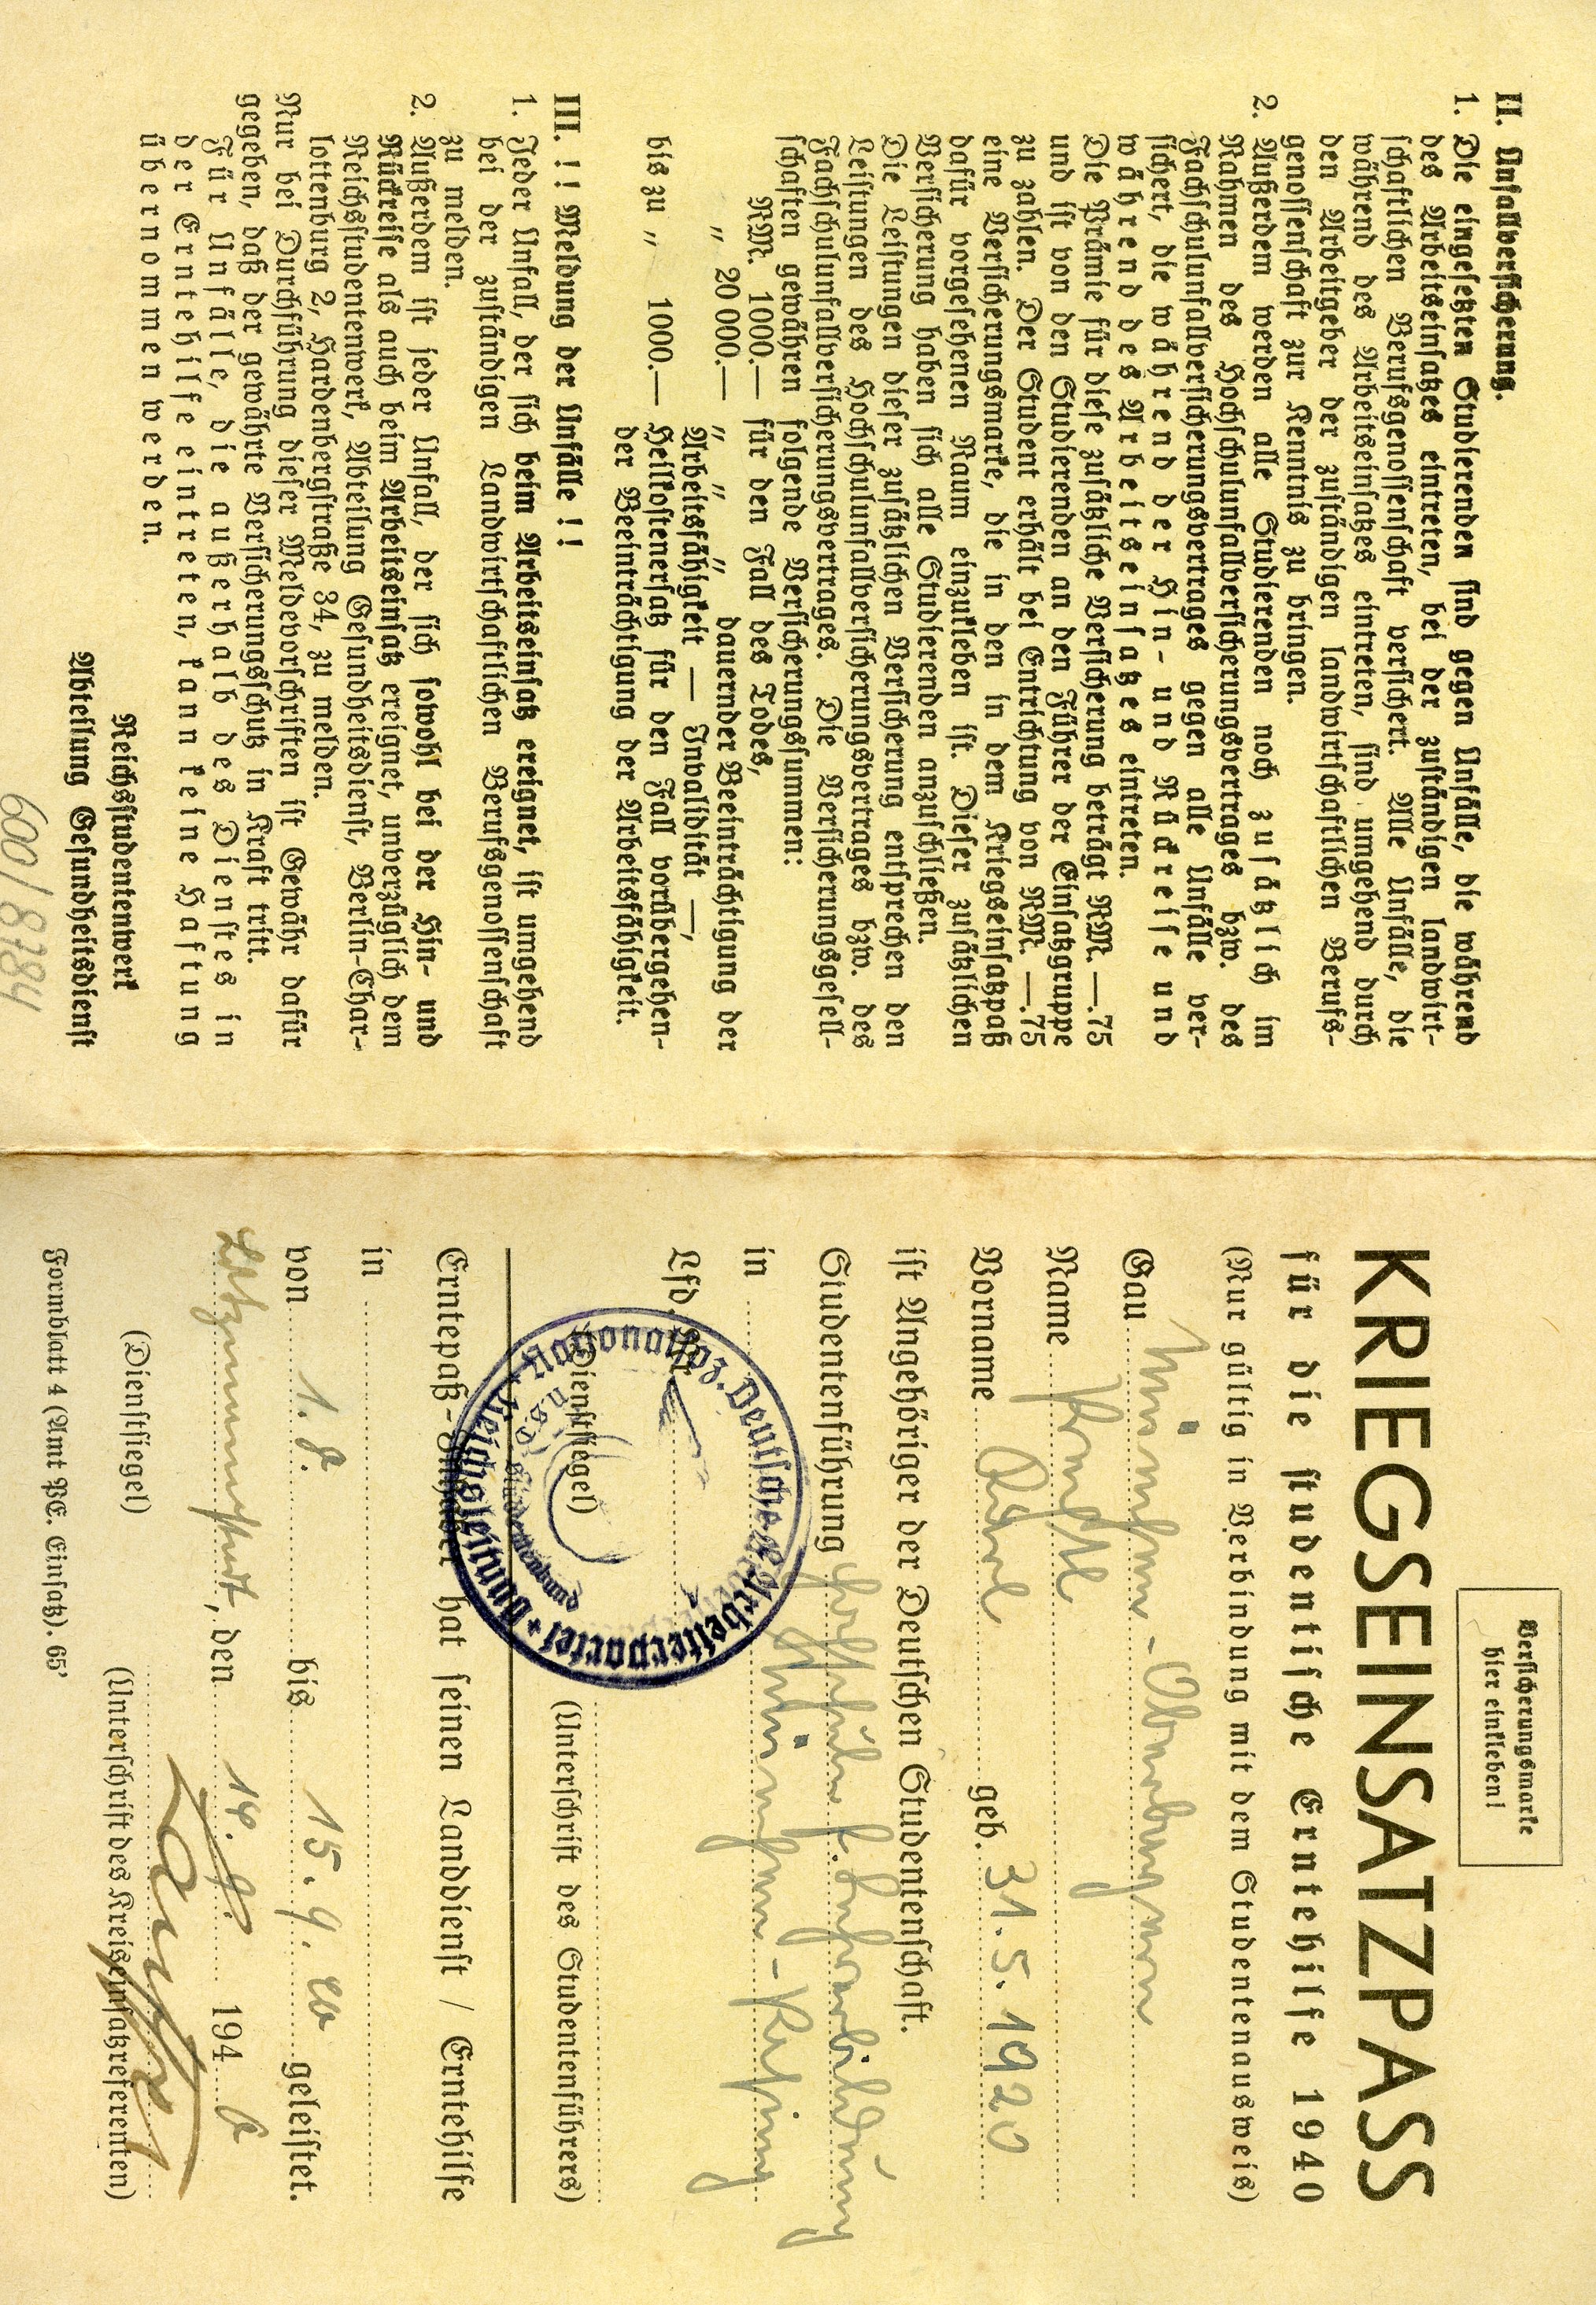 II. Unfallversicherung.
1. Die eingesetzten Studierenden sind gegen Unfälle, die während
des Arbeitseinsatzes eintreten, bei der zuständigen landwirt-
schaftlichen Berufsgenossenschaft versichert. Alle Unfälle, die
während des Arbeitseinsatzes eintreten, sind umgehend durch
den Arbeitgeber der zuständigen landwirtschaftlichen Berufs-
genossenschaft zur Kenntnis zu bringen.
2. Außerdem werden alle Studierenden noch zusätzlich im
Rahmen des Hochschulunfallversicherungsvertrages bzw. des
Fachschulunfallversicherungsvertrages gegen alle Unfälle ver-
sichert, die während der Hin- und Rückreise und
während des Arbeitseinsatzes eintreten.
Die Prämie für diese zusätzliche Versicherung beträgt RM. —.75
und ist von den Studierenden an den Führer der Einsatzgruppe
zu zahlen. Der Student erhält bei Entrichtung von RM. —.75
eine Versicherungsmarke, die in den in dem Kriegseinsatzpaß
dafür vorgesehenen Raum einzukleben ist. Dieser zusätzlichen
Versicherung haben sich alle Studierenden anzuschließen.
Die Leistungen dieser zusätzlichen Versicherung entsprechen den
Leistungen des Hochschulunfallversicherungsvertrages bzw. des
Fachschulunfallversicherungsvertrages. Die Versicherungsgesell-
schaften gewähren folgende Versicherungssummen:
RM. 1000.— für den Fall des Todes,
" 20 000.— " " " dauernder Beeinträchtigung der
Arbeitsfähigkeit — Invalidität —,
bis zu " 1000.— Heilkostenersatz für den Fall vorübergehen-
der Beeinträchtigung der Arbeitsfähigkeit.
III. !! Meldung der Unfälle !!
1. Jeder Unfall, der sich beim Arbeitseinsatz ereignet, ist umgehend
bei der zuständigen Landwirtschaftlichen Berufsgenossenschaft
zu melden.
2. Außerdem ist jeder Unfall, der sich sowohl bei der Hin- und
Rückreise als auch beim Arbeitseinsatz ereignet, unverzüglich dem
Reichsstudentenwerk, Abteilung Gesundheitsdienst, Berlin-Char-
lottenburg 2, Hardenbergstraße 34, zu melden.
Nur bei Durchführung dieser Meldevorschriften ist Gewähr dafür
gegeben, daß der gewährte Versicherungsschutz in Kraft tritt.
Für Unfälle, die außerhalb des Dienstes in
der Erntehilfe eintreten, kann keine Haftung
übernommen werden.
Reichsstudentenwerk
Abteilung Gesundheitsdienst
600 / 8784
Versicherungsmarke
hier einkleben!
KRIEGSEINSATZPASS
für die studentische Erntehilfe 1940
(Nur gültig in Verbindung mit dem Studentenausweis)
Gau München-Oberbayern
Name
Vorname geb. 31.5.1920
ist Angehöriger der Deutschen Studentenschaft.
Studentenführung Hochschule f. Lehrerbildung
in München-Pasing
Lfd. Nr.
National-Soz. Deutsche Arbeiterpartei * Reichsleitung *
(Dienstsiegel) (Unterschrift des Studentenführers)
Erntepaß-Inhaber hat seinen Landdienst / Erntehilfe
in
von 1.8. bis 15.9.40 geleistet.
Litzmannstadt, den 14.9. 1940
(Dienstsiegel) (Unterschrift des Kreiseinsatzreferenten)
Formblatt 4 (Amt PE. Einsatz). 65'